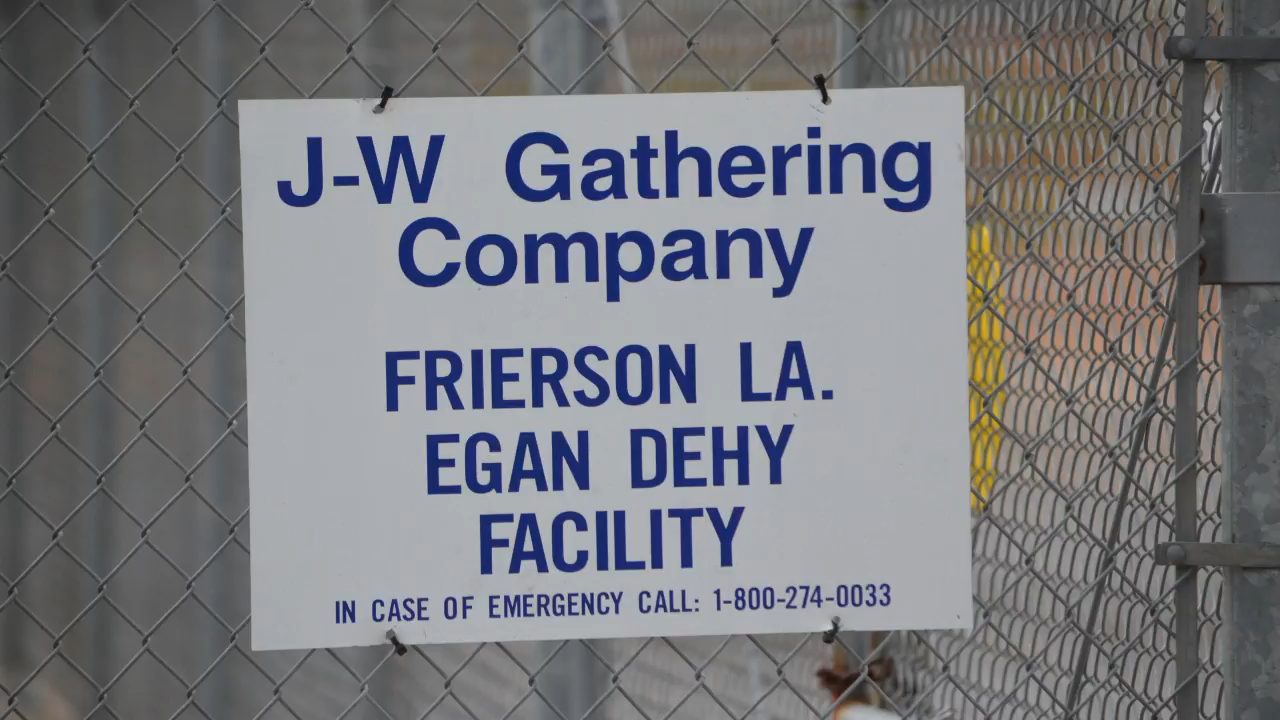 J-W Gathering
Company
FRIERSON LA.
EGAN DEHY
FACILITY
IN CASE OF EMERGENCY CALL: 1-800-274-0033